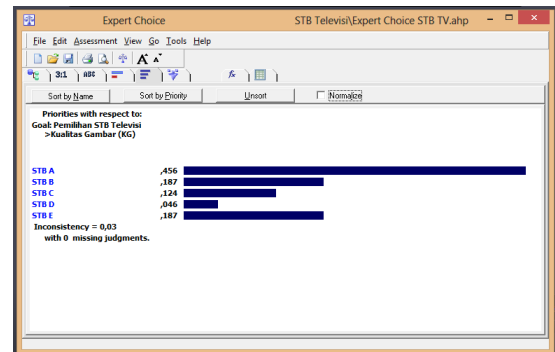 Expert Choice STB Televisi\Expert Choice STB TV.ahp
File Edit Assessment View Go Tools Help
A A
3:1 ABC fx
Sort by Name Sort by Priority Unsort Normalize
Priorities with respect to:
Goal: Pemilihan STB Televisi
>Kualitas Gambar (KG)
STB A ,456
STB B ,187
STB C ,124
STB D ,046
STB E ,187
Inconsistency = 0,03
with 0 missing judgments.